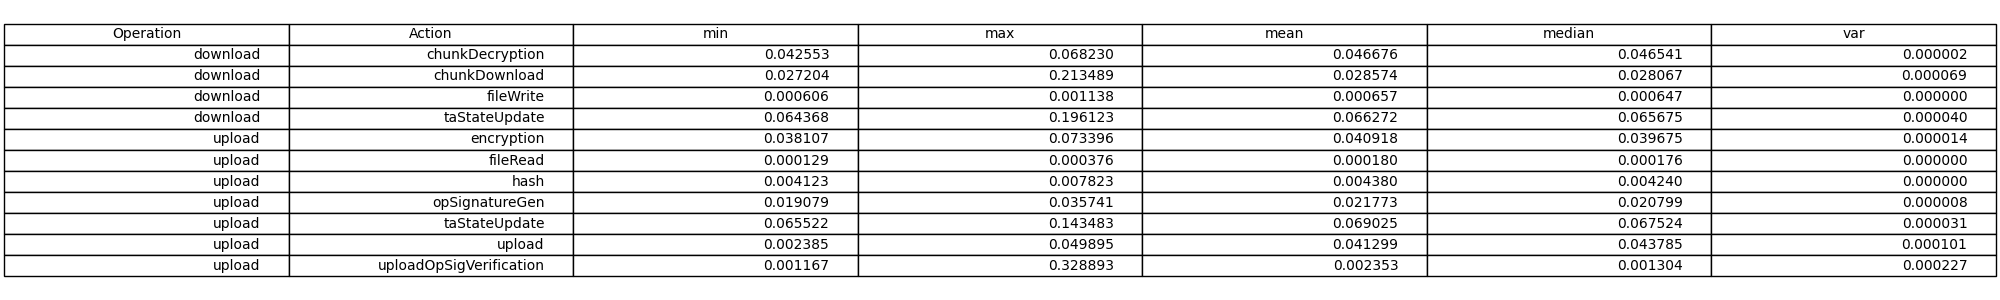 Operation Action min max mean median var
download chunkDecryption 0.042553 0.068230 0.046676 0.046541 0.000002
download chunkDownload 0.027204 0.213489 0.028574 0.028067 0.000069
download fileWrite 0.000606 0.001138 0.000657 0.000647 0.000000
download taStateUpdate 0.064368 0.196123 0.066272 0.065675 0.000040
upload encryption 0.038107 0.073396 0.040918 0.039675 0.000014
upload fileRead 0.000129 0.000376 0.000180 0.000176 0.000000
upload hash 0.004123 0.007823 0.004380 0.004240 0.000000
upload opSignatureGen 0.019079 0.035741 0.021773 0.020799 0.000008
upload taStateUpdate 0.065522 0.143483 0.069025 0.067524 0.000031
upload upload 0.002385 0.049895 0.041299 0.043785 0.000101
upload uploadOpSigVerification 0.001167 0.328893 0.002353 0.001304 0.000227